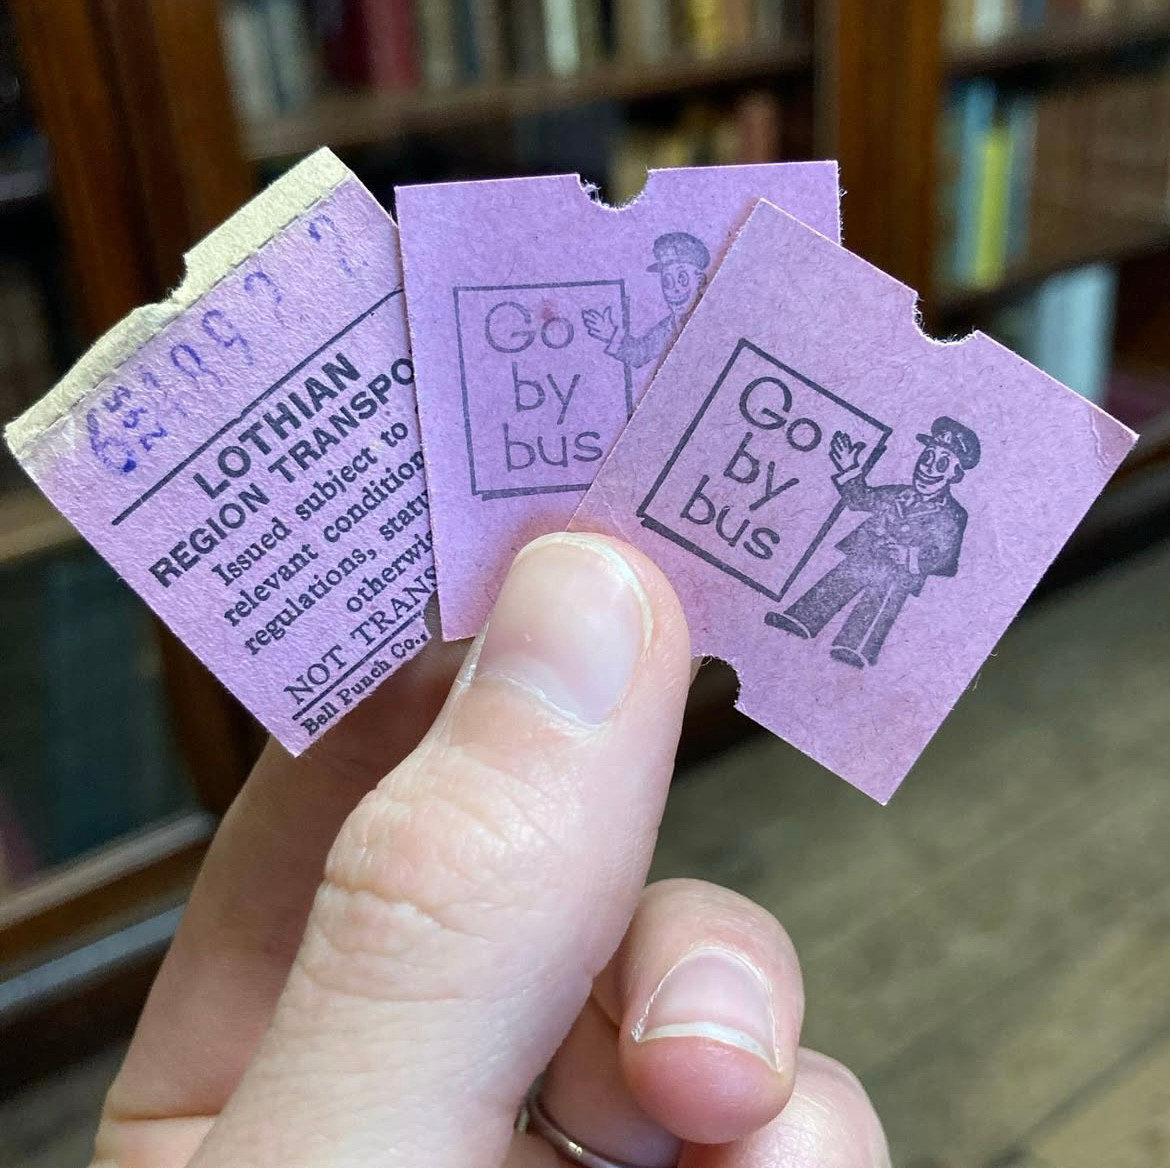 LOTHIAN
REGION TRANSPO
Issued subject to
relevant condition
regulations, statu
otherwis
NOT TRANS
Bell Punch Co.,
Go
by
bus
Go
by
bus